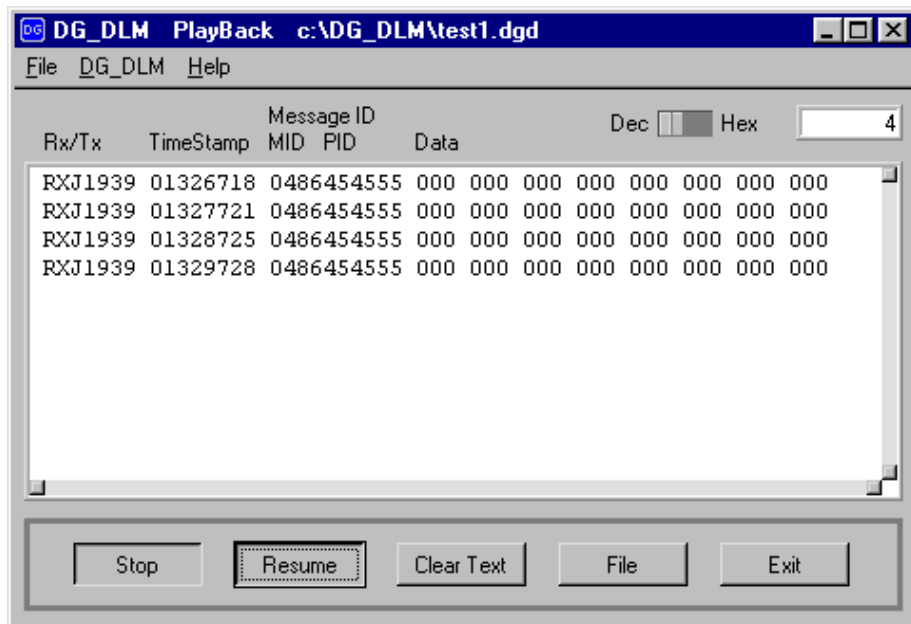 DG DG_DLM PlayBack c:\DG_DLM\test1.dgd
File DG_DLM Help
Message ID
Dec Hex 4
Rx/Tx TimeStamp MID PID Data
RXJ1939 01326718 0486454555 000 000 000 000 000 000 000 000
RXJ1939 01327721 0486454555 000 000 000 000 000 000 000 000
RXJ1939 01328725 0486454555 000 000 000 000 000 000 000 000
RXJ1939 01329728 0486454555 000 000 000 000 000 000 000 000
Stop Resume Clear Text File Exit